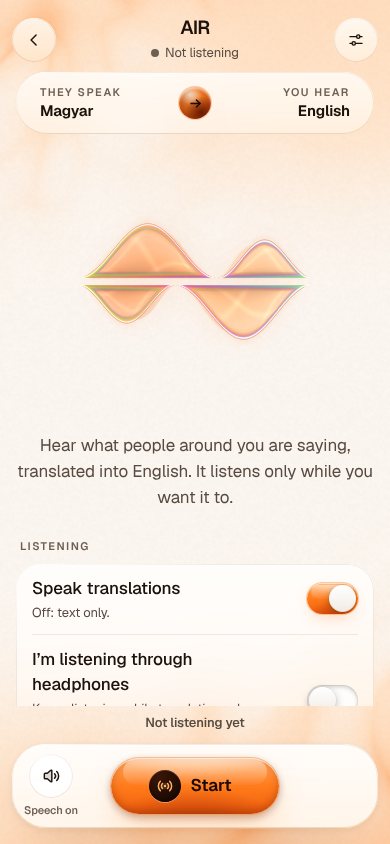 AIR
Not listening
THEY SPEAK
YOU HEAR
Magyar
English
Hear what people around you are saying,
translated into English. It listens only while you
want it to.
LISTENING
Speak translations
Off: text only.
I’m listening through
headphones
Not listening yet
Start
Speech on